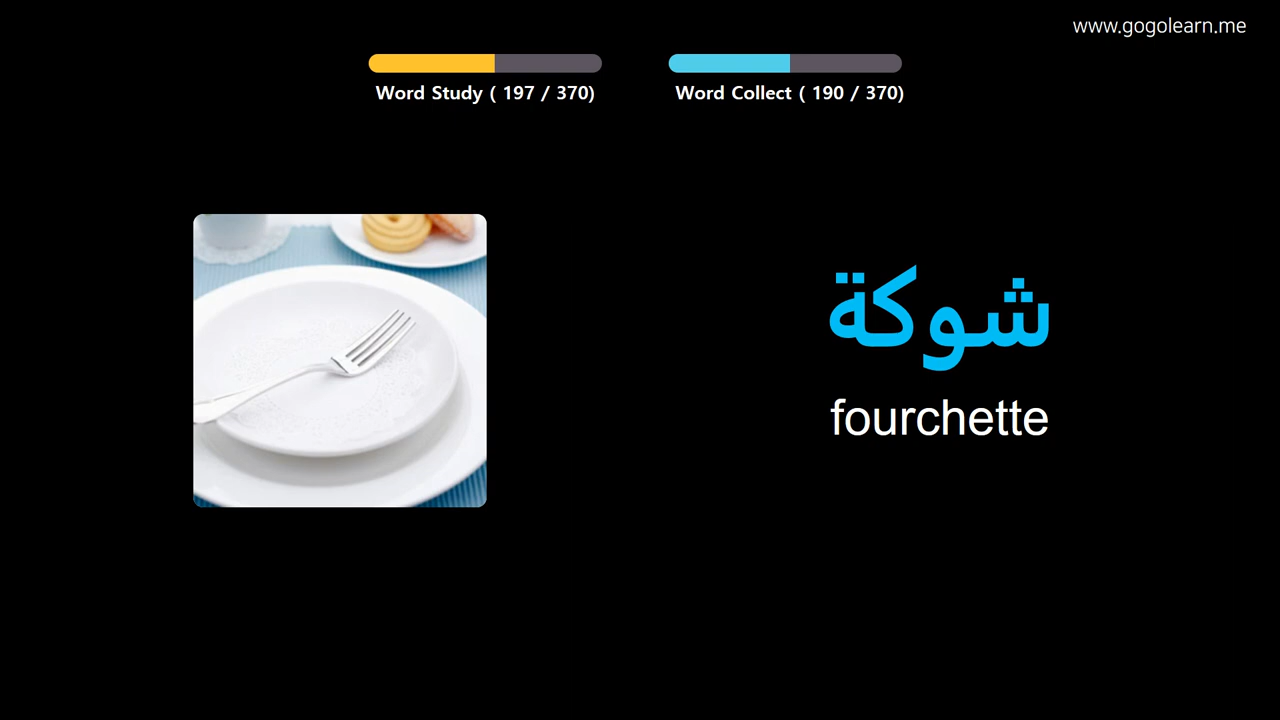 www.gogolearn.me
Word Study ( 197 / 370)
Word Collect ( 190 / 370)
شوكة
fourchette